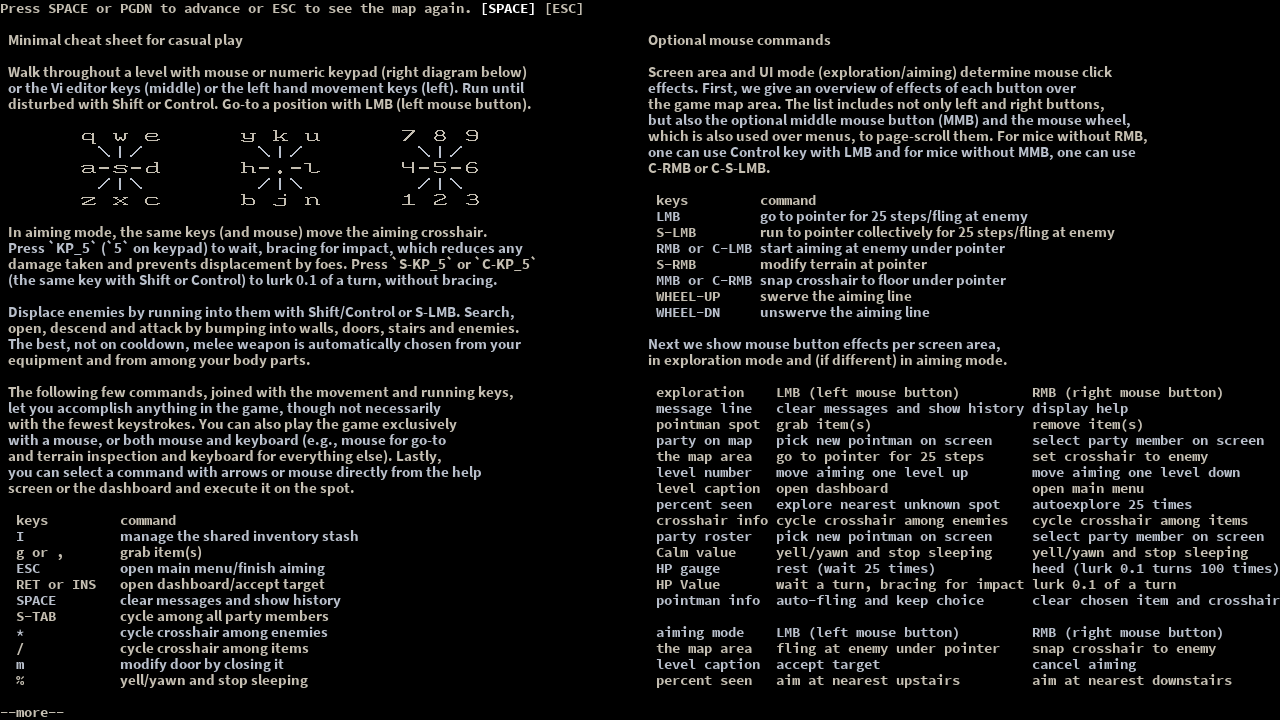 Press SPACE or PGDN to advance or ESC to see the map again. [SPACE] [ESC]
Minimal cheat sheet for casual play
Walk throughout a level with mouse or numeric keypad (right diagram below)
or the Vi editor keys (middle) or the left hand movement keys (left). Run until
disturbed with Shift or Control. Go-to a position with LMB (left mouse button).
q w e     y k u     7 8 9
\|/     \|/     \|/
a-s-d     h-.-l     4-5-6
/|\     /|\     /|\
z x c     b j n     1 2 3
In aiming mode, the same keys (and mouse) move the aiming crosshair.
Press `KP_5` (`5` on keypad) to wait, bracing for impact, which reduces any
damage taken and prevents displacement by foes. Press `S-KP_5` or `C-KP_5`
(the same key with Shift or Control) to lurk 0.1 of a turn, without bracing.
Displace enemies by running into them with Shift/Control or S-LMB. Search,
open, descend and attack by bumping into walls, doors, stairs and enemies.
The best, not on cooldown, melee weapon is automatically chosen from your
equipment and from among your body parts.
The following few commands, joined with the movement and running keys,
let you accomplish anything in the game, though not necessarily
with the fewest keystrokes. You can also play the game exclusively
with a mouse, or both mouse and keyboard (e.g., mouse for go-to
and terrain inspection and keyboard for everything else). Lastly,
you can select a command with arrows or mouse directly from the help
screen or the dashboard and execute it on the spot.
keys command
I manage the shared inventory stash
g or , grab item(s)
ESC open main menu/finish aiming
RET or INS open dashboard/accept target
SPACE clear messages and show history
S-TAB cycle among all party members
* cycle crosshair among enemies
/ cycle crosshair among items
m modify door by closing it
% yell/yawn and stop sleeping
Optional mouse commands
Screen area and UI mode (exploration/aiming) determine mouse click
effects. First, we give an overview of effects of each button over
the game map area. The list includes not only left and right buttons,
but also the optional middle mouse button (MMB) and the mouse wheel,
which is also used over menus, to page-scroll them. For mice without RMB,
one can use Control key with LMB and for mice without MMB, one can use
C-RMB or C-S-LMB.
keys command
LMB go to pointer for 25 steps/fling at enemy
S-LMB run to pointer collectively for 25 steps/fling at enemy
RMB or C-LMB start aiming at enemy under pointer
S-RMB modify terrain at pointer
MMB or C-RMB snap crosshair to floor under pointer
WHEEL-UP swerve the aiming line
WHEEL-DN unswerve the aiming line
Next we show mouse button effects per screen area,
in exploration mode and (if different) in aiming mode.
exploration LMB (left mouse button) RMB (right mouse button)
message line clear messages and show history display help
pointman spot grab item(s) remove item(s)
party on map pick new pointman on screen select party member on screen
the map area go to pointer for 25 steps set crosshair to enemy
level number move aiming one level up move aiming one level down
level caption open dashboard open main menu
percent seen explore nearest unknown spot autoexplore 25 times
crosshair info cycle crosshair among enemies cycle crosshair among items
party roster pick new pointman on screen select party member on screen
Calm value yell/yawn and stop sleeping yell/yawn and stop sleeping
HP gauge rest (wait 25 times) heed (lurk 0.1 turns 100 times)
HP Value wait a turn, bracing for impact lurk 0.1 of a turn
pointman info auto-fling and keep choice clear chosen item and crosshair
aiming mode LMB (left mouse button) RMB (right mouse button)
the map area fling at enemy under pointer snap crosshair to enemy
level caption accept target cancel aiming
percent seen aim at nearest upstairs aim at nearest downstairs
--more--